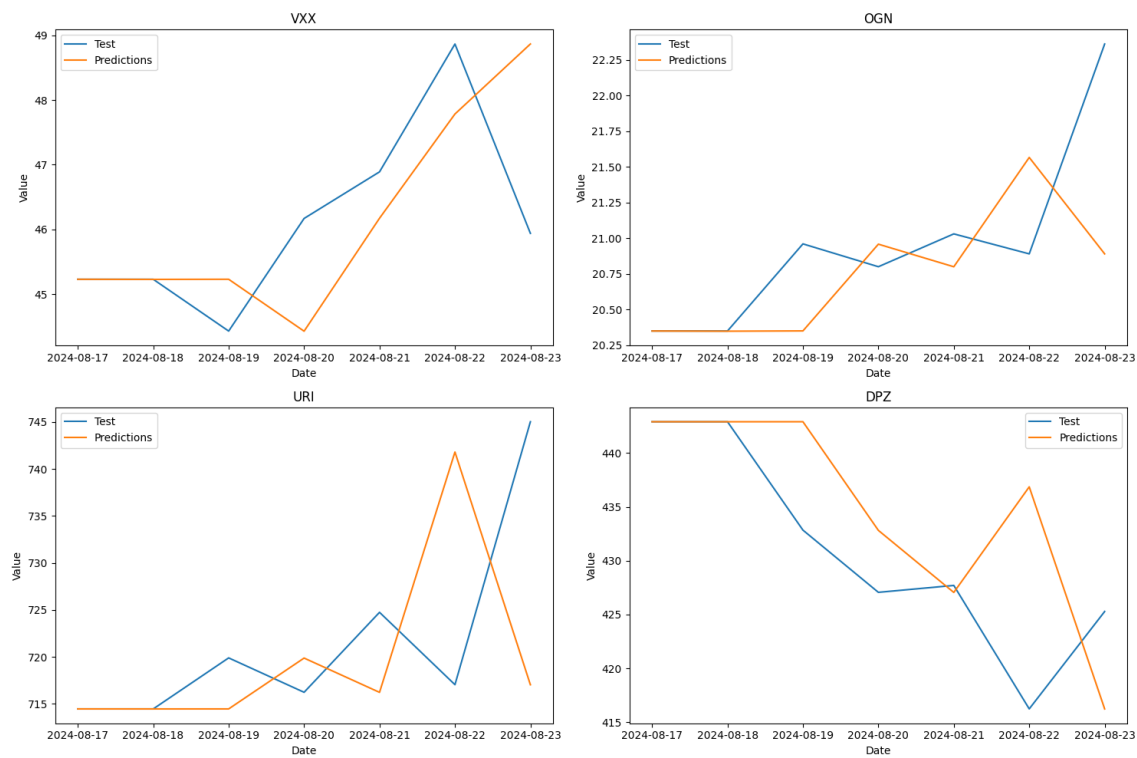 VXX
49
48
47
46
45
Value
Test
Predictions
2024-08-17 2024-08-18 2024-08-19 2024-08-20 2024-08-21 2024-08-22 2024-08-23
Date
OGN
22.25
22.00
21.75
21.50
21.25
21.00
20.75
20.50
20.25
Value
Test
Predictions
2024-08-17 2024-08-18 2024-08-19 2024-08-20 2024-08-21 2024-08-22 2024-08-23
Date
URI
745
740
735
730
725
720
715
Value
Test
Predictions
2024-08-17 2024-08-18 2024-08-19 2024-08-20 2024-08-21 2024-08-22 2024-08-23
Date
DPZ
440
435
430
425
420
415
Value
Test
Predictions
2024-08-17 2024-08-18 2024-08-19 2024-08-20 2024-08-21 2024-08-22 2024-08-23
Date